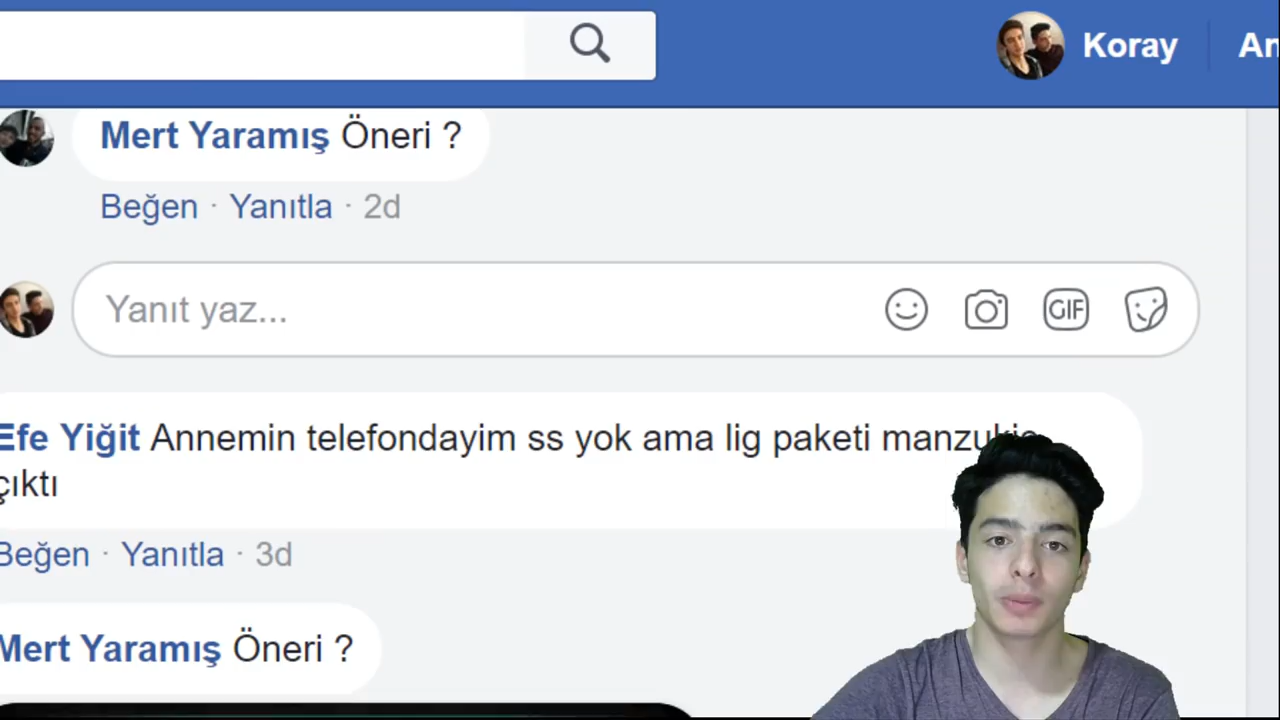 Koray
Mert Yaramış Öneri ?
Beğen · Yanıtla · 2d
Yanıt yaz...
GIF
Efe Yiğit Annemin telefondayim ss yok ama lig paketi
çıktı
Beğen · Yanıtla · 3d
Mert Yaramış Öneri ?